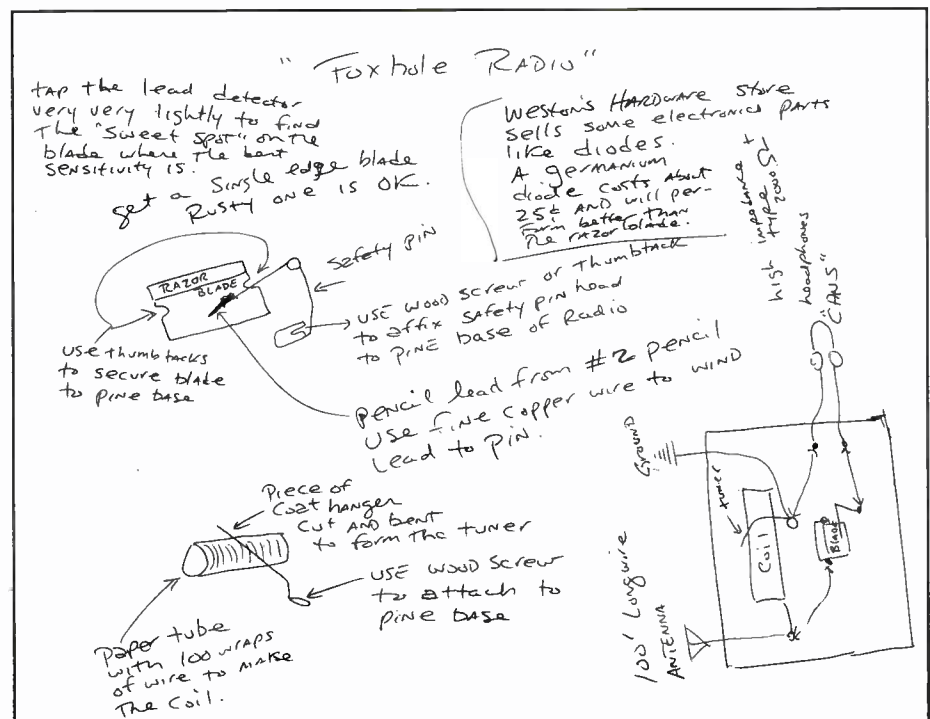 "Foxhole RADIO"
tAp the lead detector
very very lightly to find
The "Sweet spot" on the
blade where the best
sensitivity is.
get a single edge blade
Rusty one is OK.
Weston's HARDware store
sells some electronics parts
like diodes.
A germANIUM
diode costs About
25¢ AND will per-
form better than
The razor blade.
high impedance +
type 2000Ω
headphones
"CANS"
RAZOR
BLADE
Safety PIN
USE wood screw or thumbtack
to affix safety pin head
to PINE base of Radio
USE thumbtacks
to secure blade
to pine base
PENCIL lead from #2 pencil
Use fine copper wire to WIND
Lead to pin.
Piece of
Coat hanger
Cut AND bent
to form the tuner
USE WOOD Screw
to attach to
PINE base
Paper tube
with 100 wraps
of wire to make
The Coil.
GROUND
tuner
Coil
BLADE
100' Longwire
ANTENNA